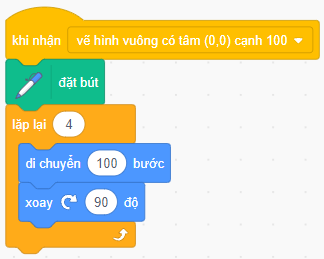 khi nhận vẽ hình vuông có tâm (0,0) cạnh 100
đặt bút
lặp lại 4
di chuyển 100 bước
xoay 90 độ